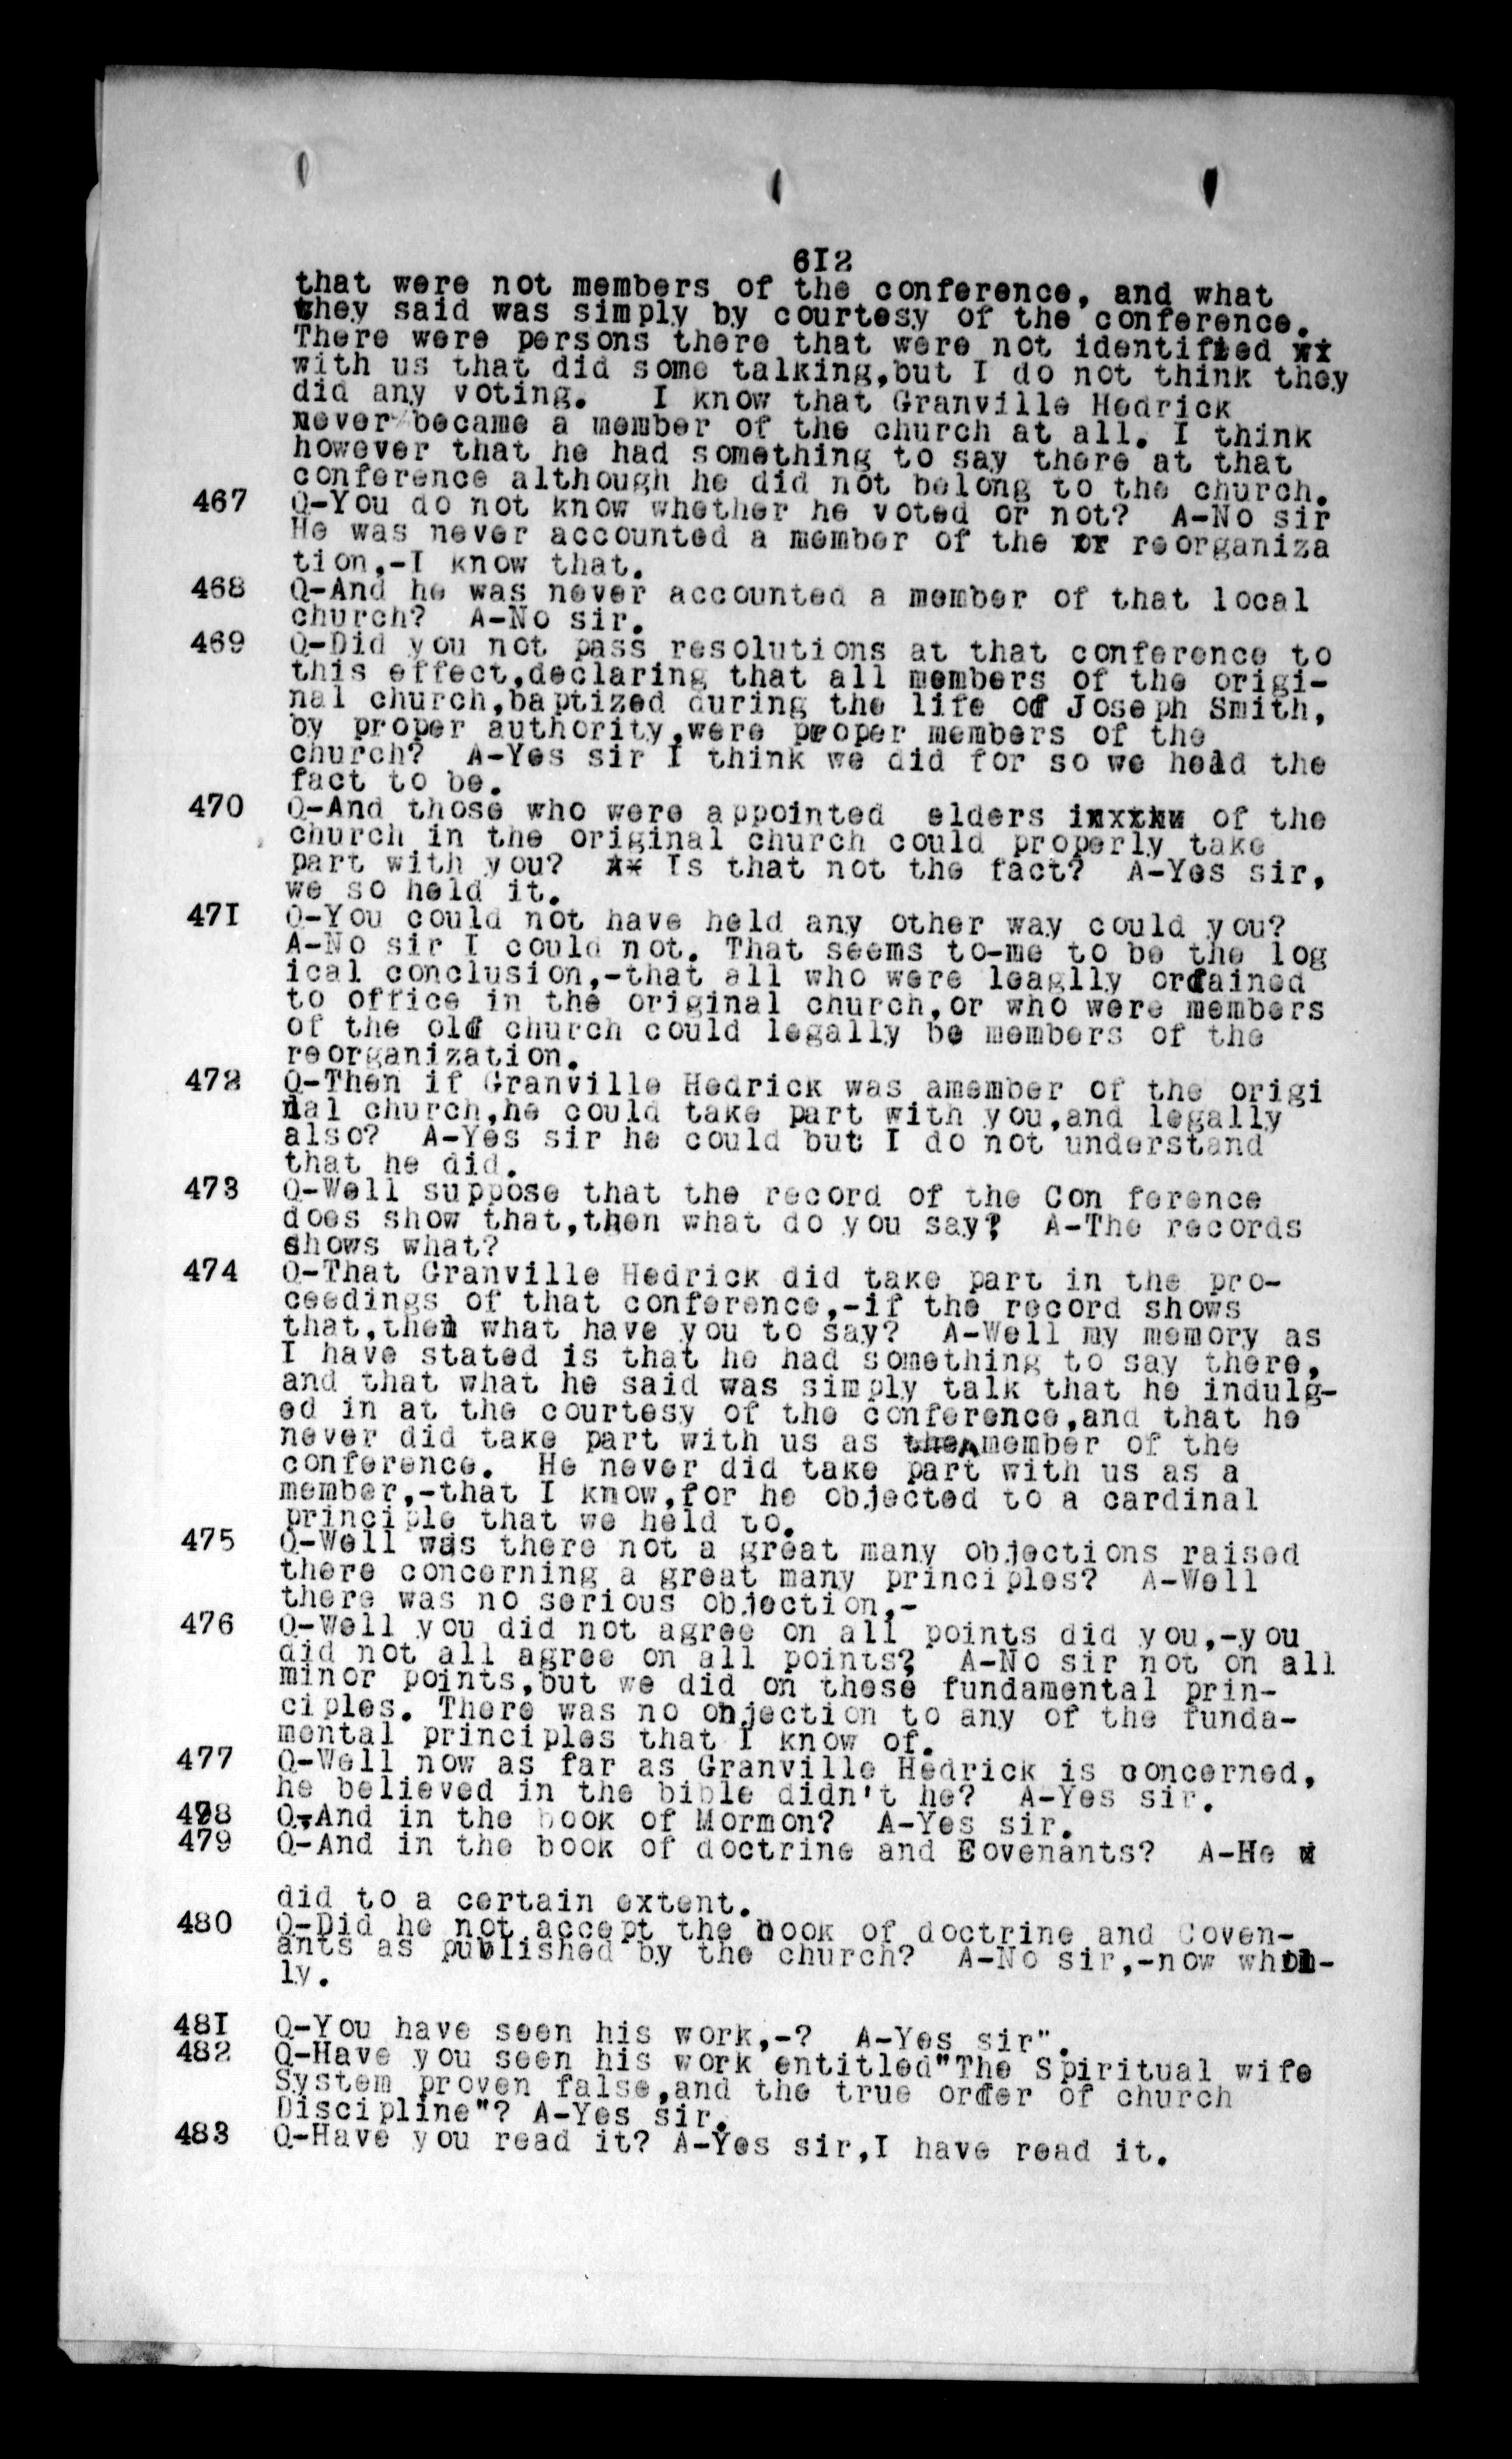 6I2
that were not members of the conference, and what
they said was simply by courtesy of the conference.
There were persons there that were not identified wi
with us that did some talking,but I do not think they
did any voting.   I know that Granville Hedrick
never became a member of the church at all. I think
however that he had something to say there at that
conference although he did not belong to the church.
467 Q-You do not know whether he voted or not?  A-No sir
He was never accounted a member of the or reorganiza
tion,-I know that.
468 Q-And he was never accounted a member of that local
church?  A-No sir.
469 Q-Did you not pass resolutions at that conference to
this effect,declaring that all members of the origi-
nal church,baptized during the life of Joseph Smith,
by proper authority,were proper members of the
church?  A-Yes sir I think we did for so we held the
fact to be.
470 Q-And those who were appointed  elders inxthw of the
church in the original church could properly take
part with you?  A* Is that not the fact?  A-Yes sir,
we so held it.
47I Q-You could not have held any other way could you?
A-No sir I could not. That seems to-me to be the log
ical conclusion,-that all who were leaglly ordained
to office in the original church,or who were members
of the old church could legally be members of the
reorganization.
472 Q-Then if Granville Hedrick was amember of the origi
nal church,he could take part with you,and legally
also?  A-Yes sir he could but I do not understand
that he did.
473 Q-Well suppose that the record of the Con ference
does show that,then what do you say?  A-The records
shows what?
474 Q-That Granville Hedrick did take part in the pro-
ceedings of that conference,-if the record shows
that,then what have you to say?  A-Well my memory as
I have stated is that he had something to say there,
and that what he said was simply talk that he indulg-
ed in at the courtesy of the conference,and that he
never did take part with us as the member of the
conference.  He never did take part with us as a
member,-that I know,for he objected to a cardinal
principle that we held to.
475 Q-Well was there not a great many objections raised
there concerning a great many principles?  A-Well
there was no serious objection,-
476 Q-Well you did not agree on all points did you,-you
did not all agree on all points?  A-No sir not on all
minor points,but we did on these fundamental prin-
ciples. There was no onjection to any of the funda-
mental principles that I know of.
477 Q-Well now as far as Granville Hedrick is concerned,
he believed in the bible didn't he?  A-Yes sir.
498 Q-And in the book of Mormon?  A-Yes sir.
479 Q-And in the book of doctrine and Eovenants?  A-He
did to a certain extent.
480 Q-Did he not accept the book of doctrine and Coven-
ants as published by the church?  A-No sir,-now whol-
ly.
48I Q-You have seen his work,-?  A-Yes sir".
482 Q-Have you seen his work entitled"The Spiritual wife
System proven false,and the true order of church
Discipline"? A-Yes sir.
483 Q-Have you read it? A-Yes sir,I have read it.